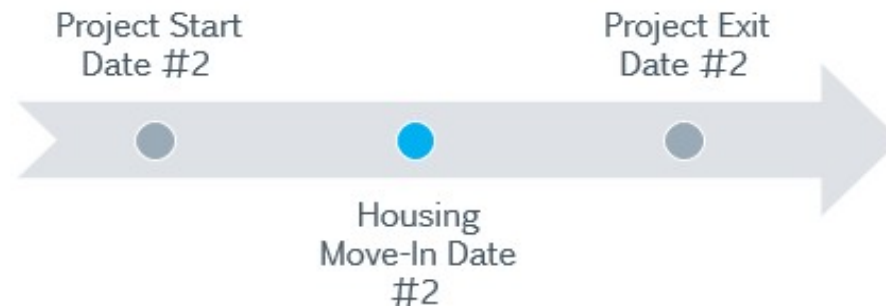 Project Start
Date #2
Project Exit
Date #2
Housing
Move-In Date
#2